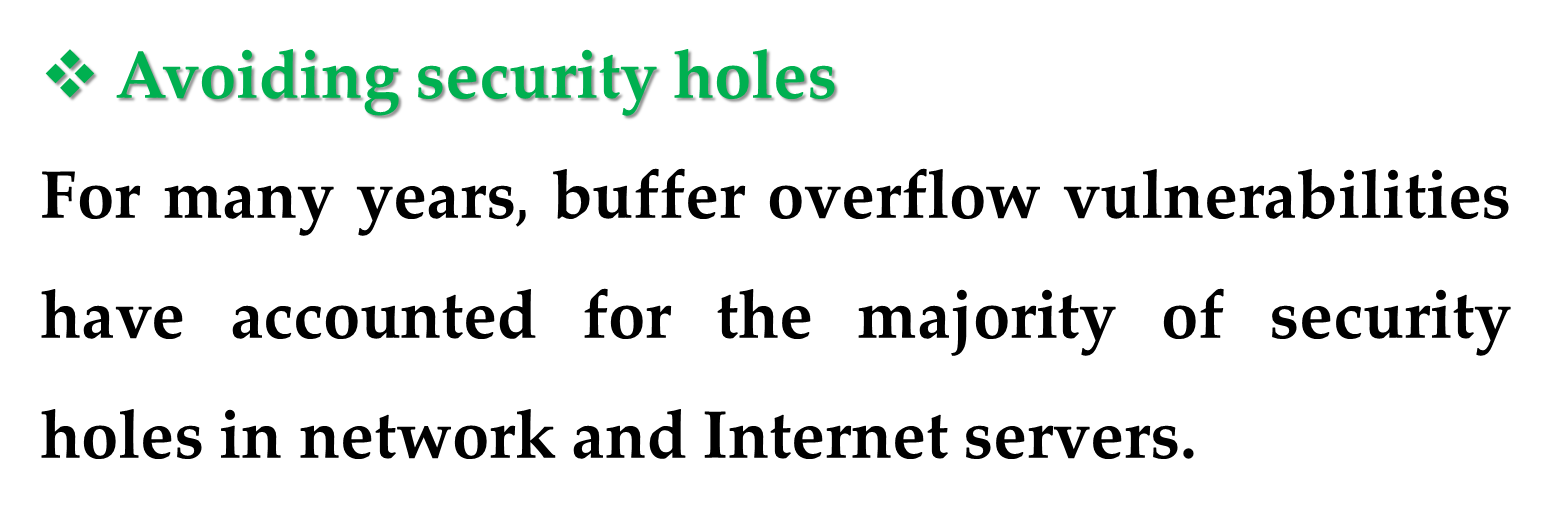 ❖ Avoiding security holes
For many years, buffer overflow vulnerabilities
have accounted for the majority of security
holes in network and Internet servers.